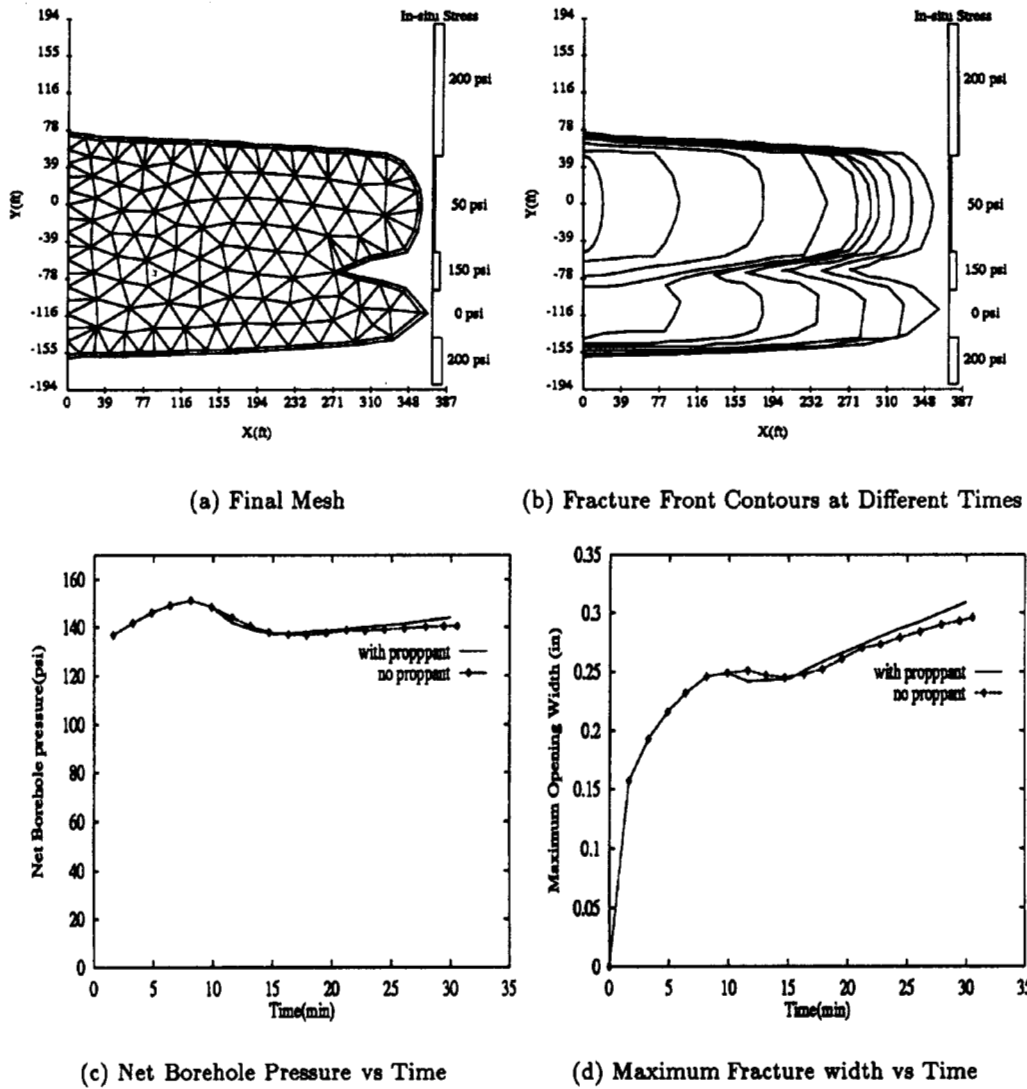 In-situ Stress
194
155
116
78
39
0
-39
-78
-116
-155
-194
Y(ft)
0 39 77 116 155 194 232 271 310 348 387
X(ft)
200 psi
50 psi
150 psi
0 psi
200 psi
(a) Final Mesh
In-situ Stress
194
155
116
78
39
0
-39
-78
-116
-155
-194
Y(ft)
0 39 77 116 155 194 232 271 310 348 387
X(ft)
200 psi
50 psi
150 psi
0 psi
200 psi
(b) Fracture Front Contours at Different Times
160
140
120
100
80
60
40
20
0
Net Borehole pressure(psi)
with propppant
no proppant
0 5 10 15 20 25 30 35
Time(min)
(c) Net Borehole Pressure vs Time
0.35
0.3
0.25
0.2
0.15
0.1
0.05
0
Maximum Opening Width (in)
with propppant
no proppant
0 5 10 15 20 25 30 35
Time(min)
(d) Maximum Fracture width vs Time